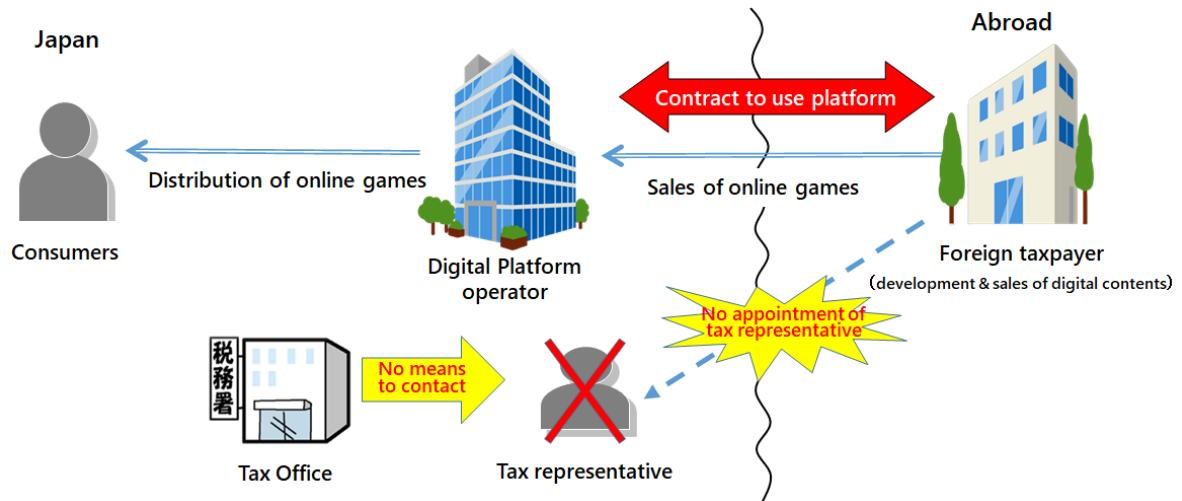 Japan
Abroad
Contract to use platform
Distribution of online games
Sales of online games
Consumers
Digital Platform
operator
Foreign taxpayer
(development & sales of digital contents)
No appointment of
tax representative
税務署
No means
to contact
Tax Office
Tax representative